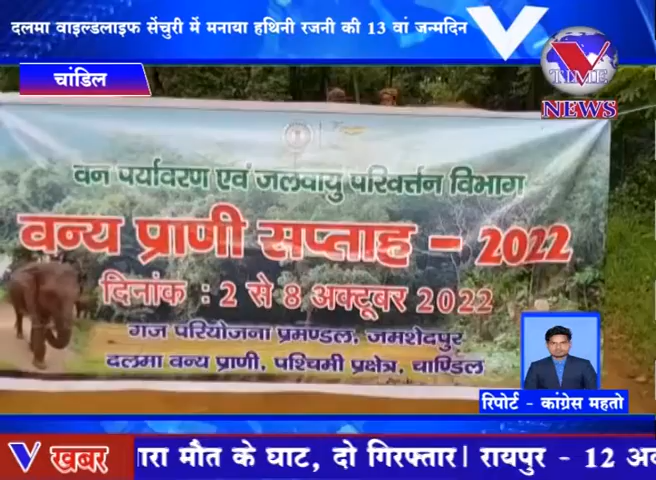 दलमा वाइल्डलाइफ सेंचुरी में मनाया हथिनी रजनी की 13 वां जन्मदिन
V TIME
NEWS
चांडिल
वन पर्यावरण एवं जलवायु परिवर्त्तन विभाग
वन्य प्राणी सप्ताह - 2022
दिनांक : 2 से 8 अक्टूबर 2022
गज परियोजना प्रमण्डल, जमशेदपुर
दलमा वन्य प्राणी, पश्चिमी प्रक्षेत्र, चाण्डिल
रिपोर्ट - कांग्रेस महतो
V खबर
ारा मौत के घाट, दो गिरफ्तार। रायपुर - 12 अक